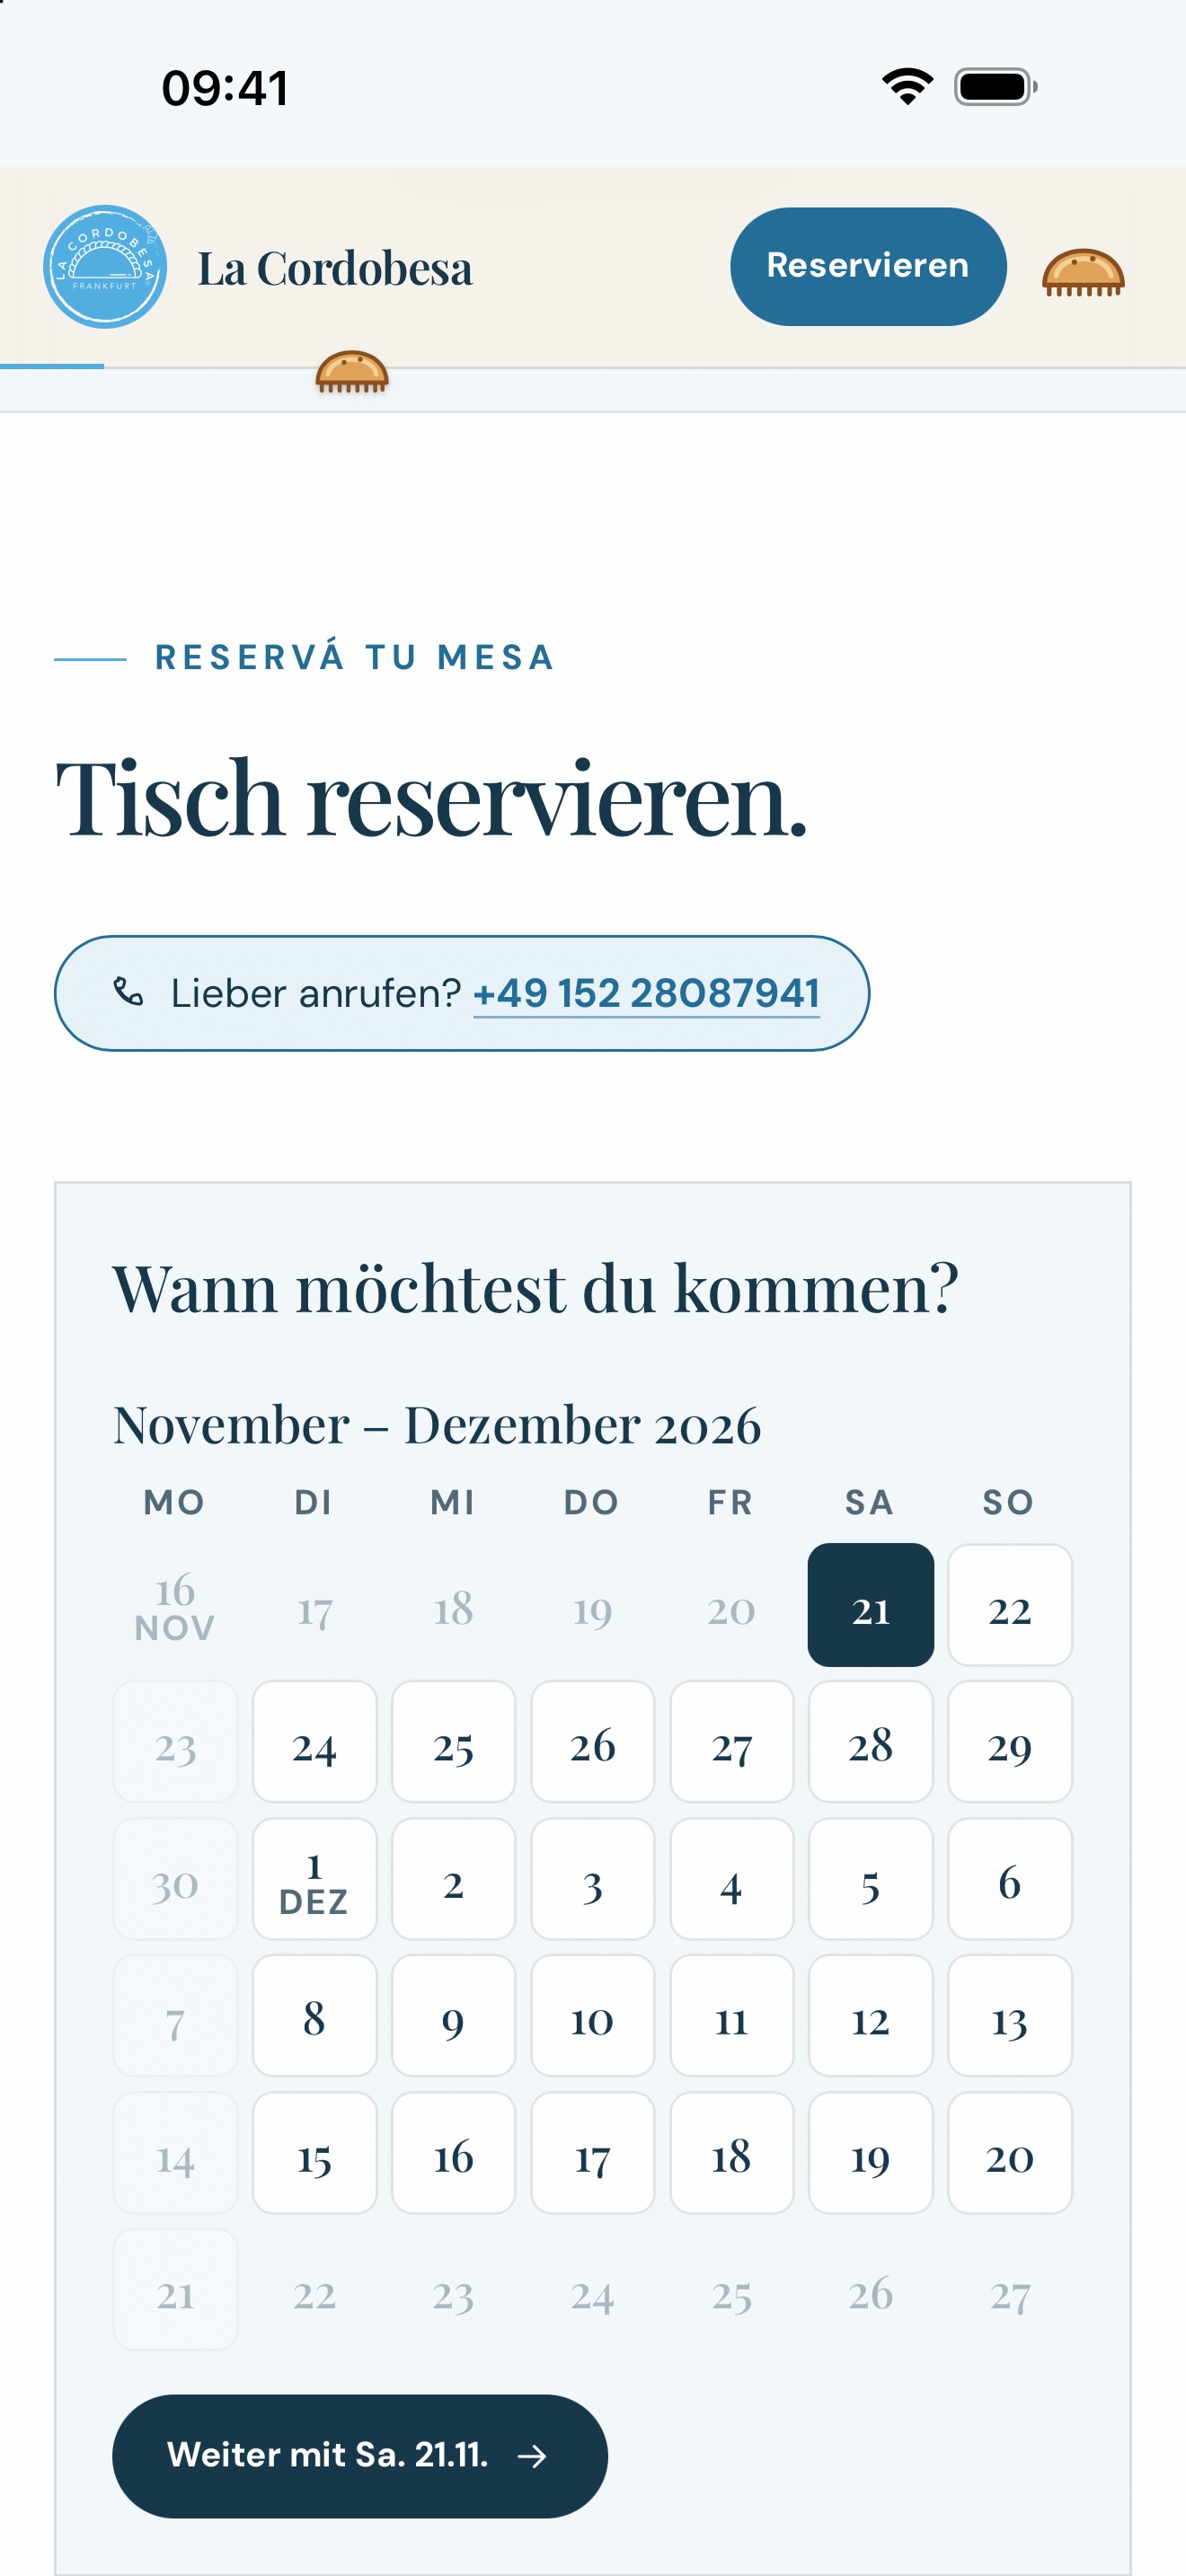 09:41
LA CORDOBESA
FRANKFURT
La Cordobesa
Reservieren
RESERVÁ TU MESA
Tisch reservieren.
Lieber anrufen? +49 152 28087941
Wann möchtest du kommen?
November – Dezember 2026
MO DI MI DO FR SA SO
16 NOV 17 18 19 20 21 22
23 24 25 26 27 28 29
30 1 DEZ 2 3 4 5 6
7 8 9 10 11 12 13
14 15 16 17 18 19 20
21 22 23 24 25 26 27
Weiter mit Sa. 21.11. →